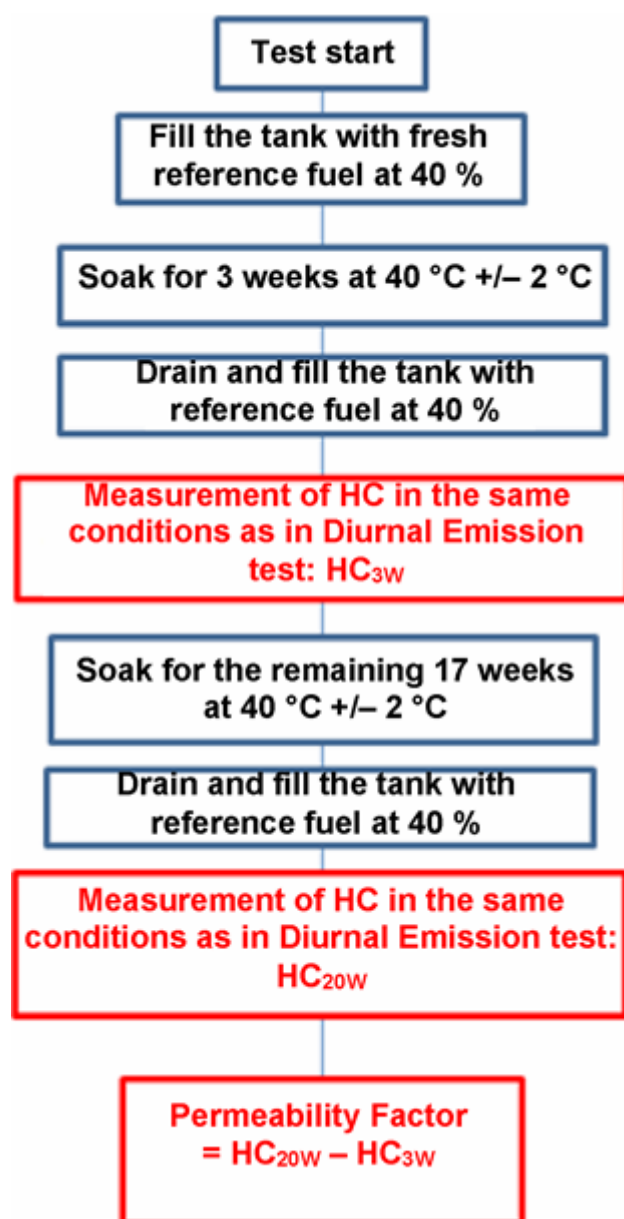 Test start
Fill the tank with fresh
reference fuel at 40 %
Soak for 3 weeks at 40 °C +/– 2 °C
Drain and fill the tank with
reference fuel at 40 %
Measurement of HC in the same
conditions as in Diurnal Emission
test: HC3W
Soak for the remaining 17 weeks
at 40 °C +/– 2 °C
Drain and fill the tank with
reference fuel at 40 %
Measurement of HC in the same
conditions as in Diurnal Emission test:
HC20W
Permeability Factor
= HC20W – HC3W